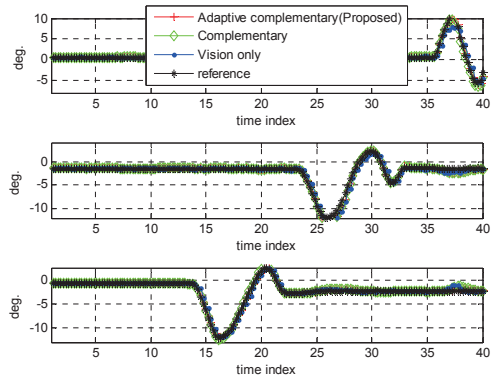 Adaptive complementary(Proposed)
Complementary
Vision only
reference
10
5
0
-5
deg.
5 10 15 20 25 30 35 40
time index
0
-5
-10
deg.
5 10 15 20 25 30 35 40
time index
0
-5
-10
deg.
5 10 15 20 25 30 35 40
time index